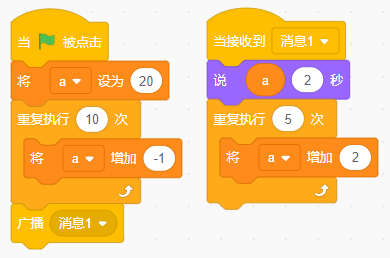 当 被点击
将 a 设为 20
重复执行 10 次
将 a 增加 -1
广播 消息1
当接收到 消息1
说 a 2 秒
重复执行 5 次
将 a 增加 2